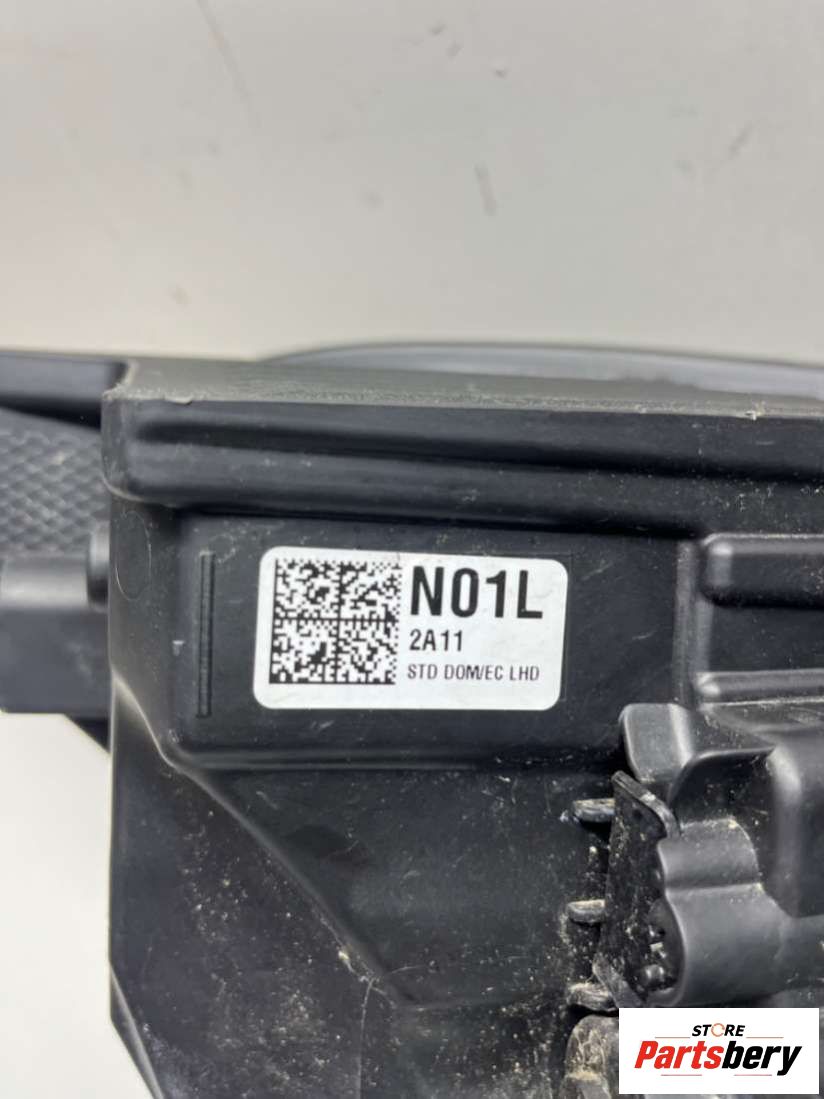 N01L
2A11
STD DOM/EC LHD
STORE
Partsbery